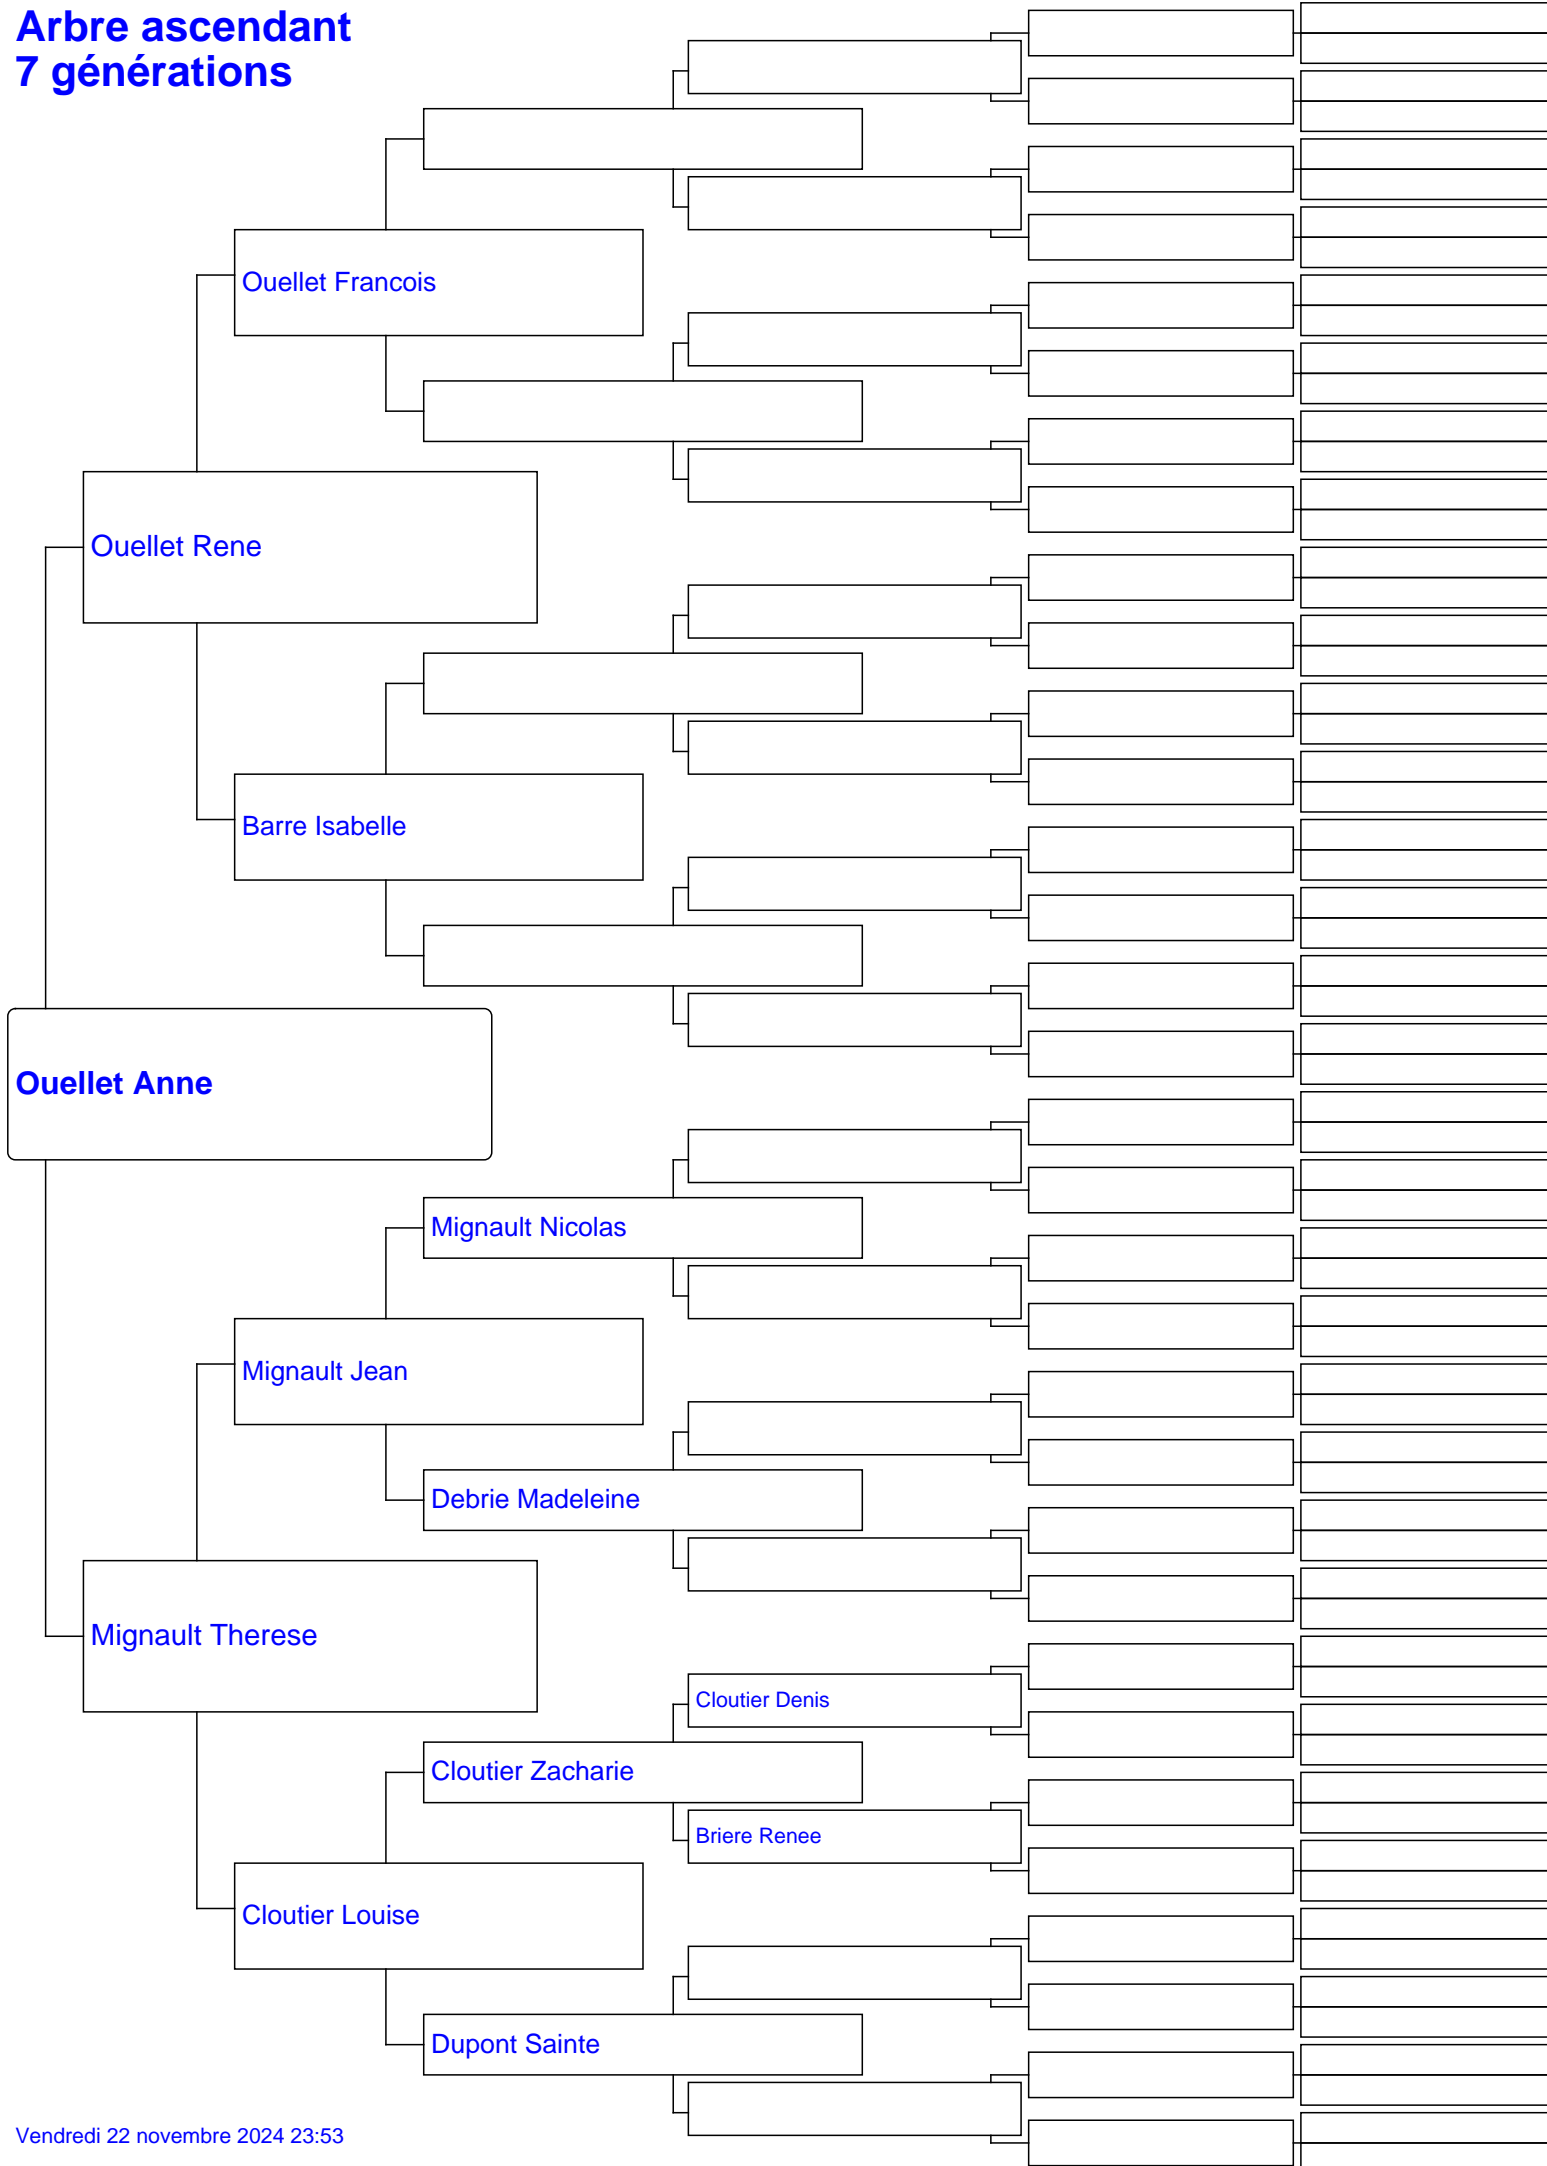 Arbre ascendant
7 générations
Ouellet Francois
Ouellet Rene
Barre Isabelle
Ouellet Anne
Mignault Nicolas
Mignault Jean
Debrie Madeleine
Mignault Therese
Cloutier Denis
Cloutier Zacharie
Briere Renee
Cloutier Louise
Dupont Sainte
Vendredi 22 novembre 2024 23:53